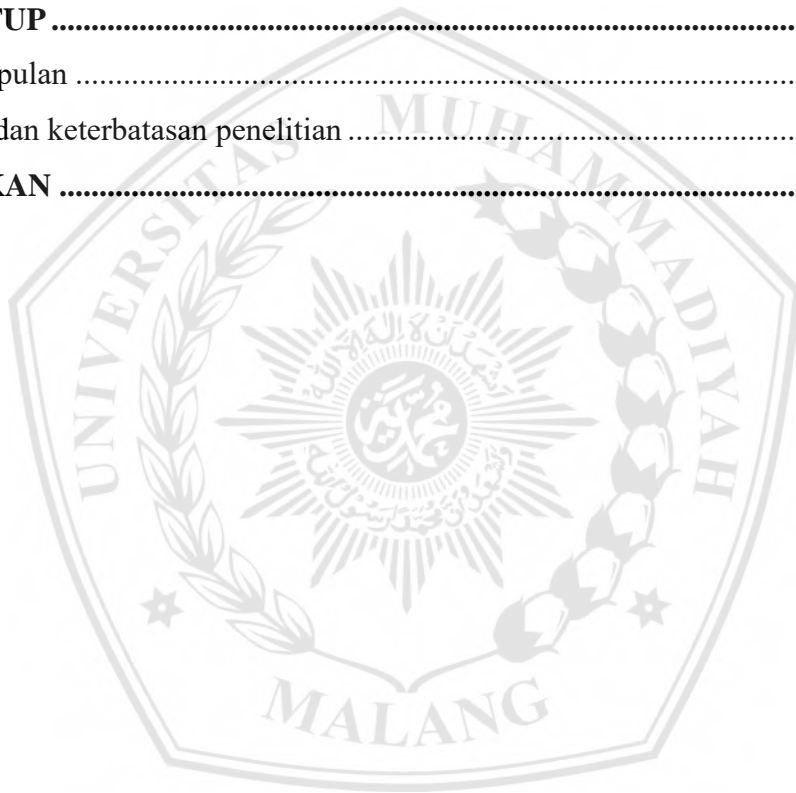 TUP
pulan
dan keterbatasan penelitian
KAN
UNIVERSITAS MUHAMMADIYAH
MALANG